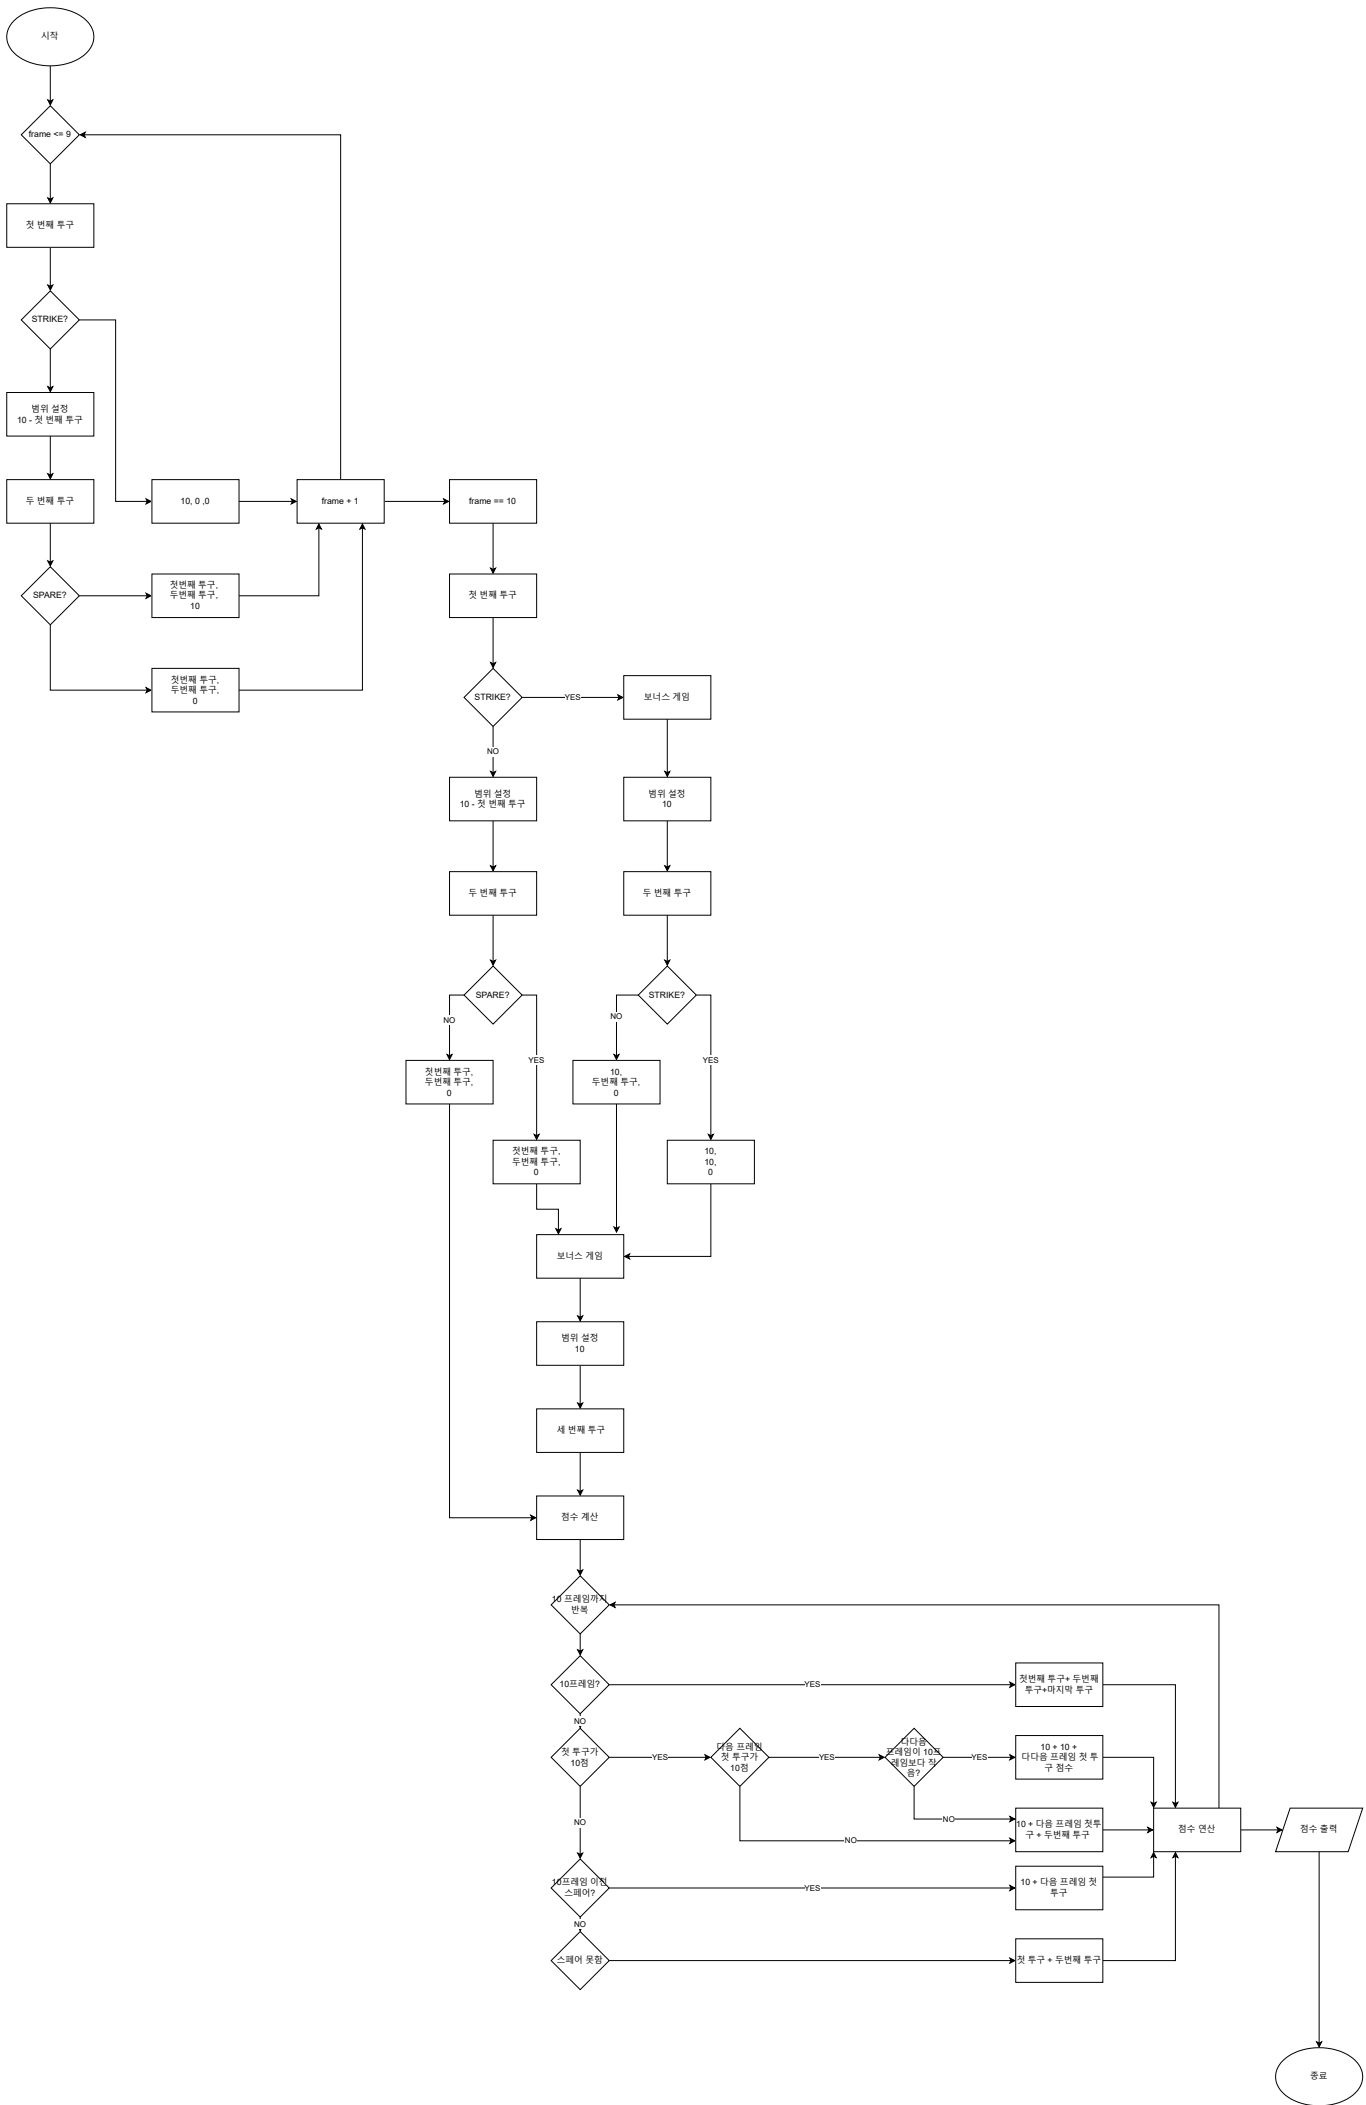 시작
frame <= 9
첫 번째 투구
STRIKE?
범위 설정
10 - 첫 번째 투구
두 번째 투구
10, 0 ,0
frame + 1
frame == 10
SPARE?
첫번째 투구,
두번째 투구,
10
첫번째 투구,
두번째 투구,
0
첫 번째 투구
STRIKE?
YES
보너스 게임
NO
범위 설정
10 - 첫 번째 투구
범위 설정
10
두 번째 투구
두 번째 투구
SPARE?
STRIKE?
NO
YES
NO
YES
첫번째 투구,
두번째 투구,
0
10,
두번째 투구,
0
첫번째 투구,
두번째 투구,
0
10,
10,
0
보너스 게임
범위 설정
10
세 번째 투구
점수 계산
10 프레임까지
반복
10프레임?
YES
첫번째 투구+ 두번째
투구+마지막 투구
NO
첫 투구가
10점
YES
다음 프레임
첫 투구가
10점
YES
다다음
프레임이 10프
레임보다 작
음?
YES
10 + 10 +
다다음 프레임 첫 투
구 점수
NO
NO
NO
10 + 다음 프레임 첫투
구 + 두번째 투구
점수 연산
점수 출력
10프레임 이전
스페어?
YES
10 + 다음 프레임 첫
투구
NO
스페어 못함
첫 투구 + 두번째 투구
종료